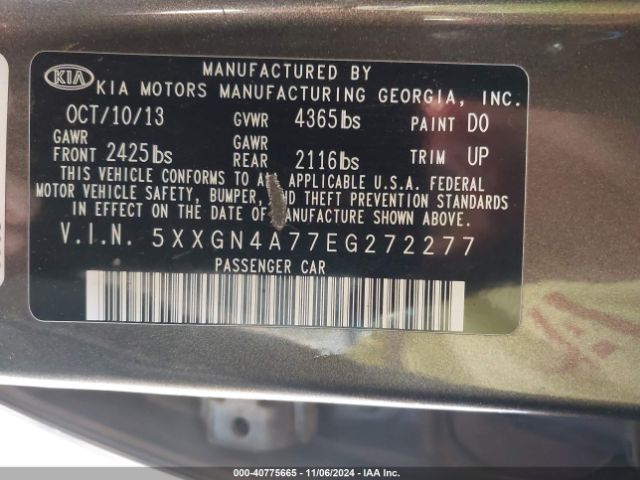 MANUFACTURED BY
KIA KIA MOTORS MANUFACTURING GEORGIA, INC.
OCT/10/13 GVWR 4365lbs PAINT DO
GAWR FRONT 2425lbs GAWR REAR 2116lbs TRIM UP
THIS VEHICLE CONFORMS TO ALL APPLICABLE U.S.A. FEDERAL
MOTOR VEHICLE SAFETY, BUMPER, AND THEFT PREVENTION STANDARDS
IN EFFECT ON THE DATE OF MANUFACTURE SHOWN ABOVE.
V.I.N. 5XXGN4A77EG272277
PASSENGER CAR
000-40775665 - 11/06/2024 - IAA Inc.